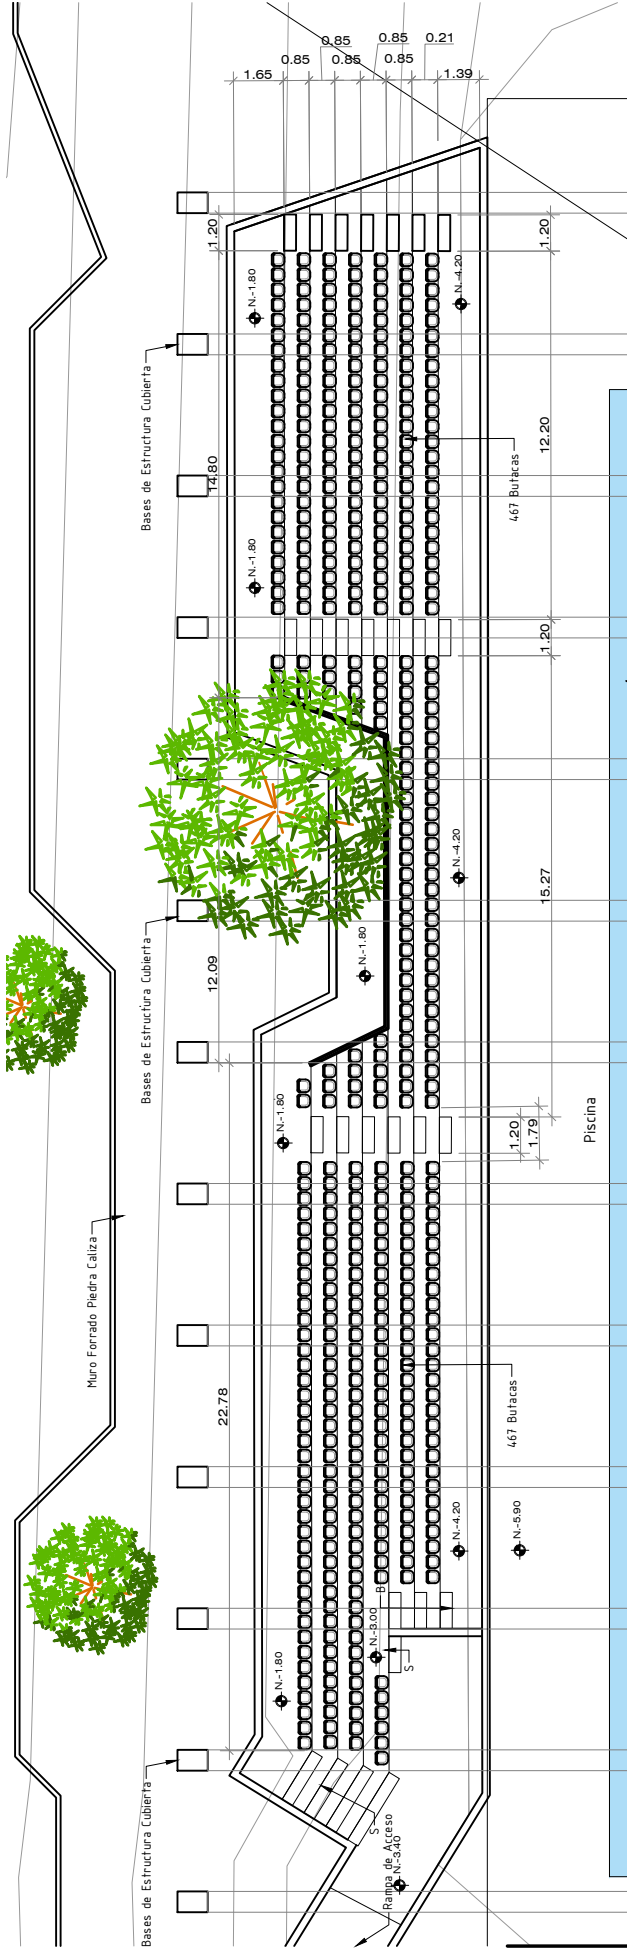 0.85
0.85
0.21
0.85
0.85
0.85
1.65
1.39
1.20
1.20
N.-1.80
N.-4.20
Bases de Estructura Cubierta
12.20
14.80
467 Butacas
N.-1.80
1.20
N.-4.20
15.27
N.-1.80
12.09
Bases de Estructura Cubierta
N.-1.80
Piscina
1.20
1.79
Muro Forrado Piedra Caliza
22.78
467 Butacas
N.-4.20
N.-5.90
B
N.-3.00
S
N.-1.80
S
Bases de Estructura Cubierta
Rampa de Acceso
N.-3.40